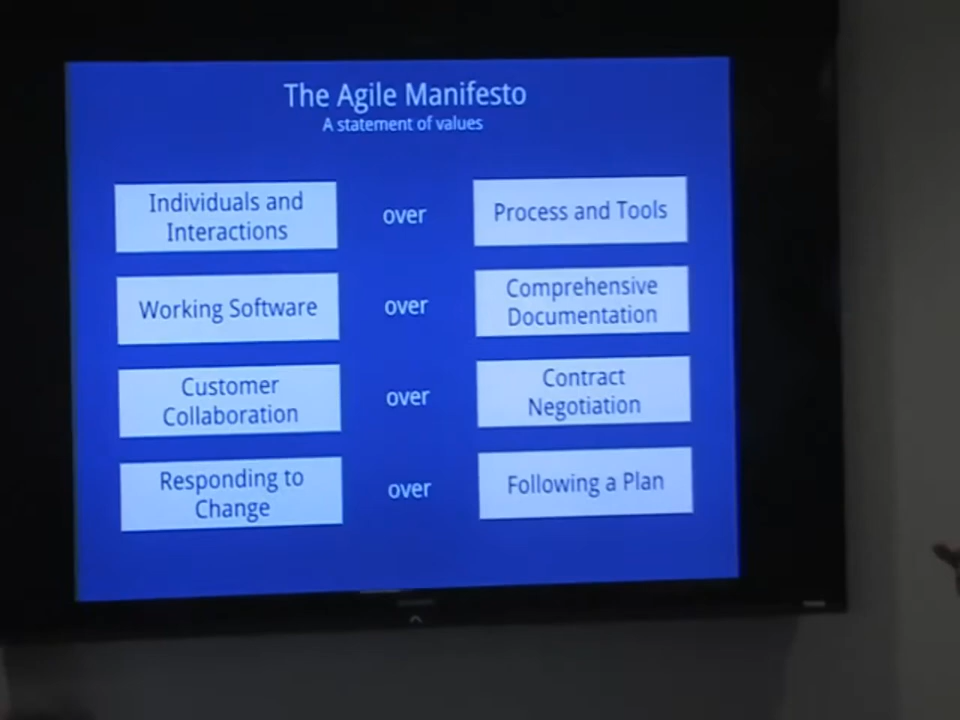 The Agile Manifesto
A statement of values
Individuals and
Interactions
over
Process and Tools
Working Software
over
Comprehensive
Documentation
Customer
Collaboration
over
Contract
Negotiation
Responding to
Change
over
Following a Plan